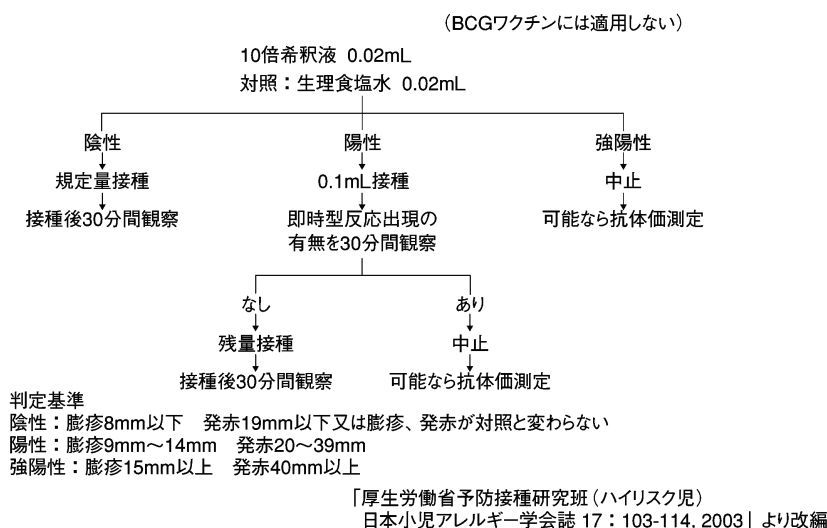 (BCGワクチンには適用しない)
10倍希釈液 0.02mL
対照：生理食塩水 0.02mL
陰性 陽性 強陽性
規定量接種 0.1mL接種 中止
接種後30分間観察 即時型反応出現の 可能なら抗体価測定
有無を30分間観察
なし あり
残量接種 中止
接種後30分間観察 可能なら抗体価測定
判定基準
陰性：膨疹8mm以下 発赤19mm以下又は膨疹、発赤が対照と変わらない
陽性：膨疹9mm～14mm 発赤20～39mm
強陽性：膨疹15mm以上 発赤40mm以上
「厚生労働省予防接種研究班（ハイリスク児）
日本小児アレルギー学会誌 17：103-114, 2003」より改編